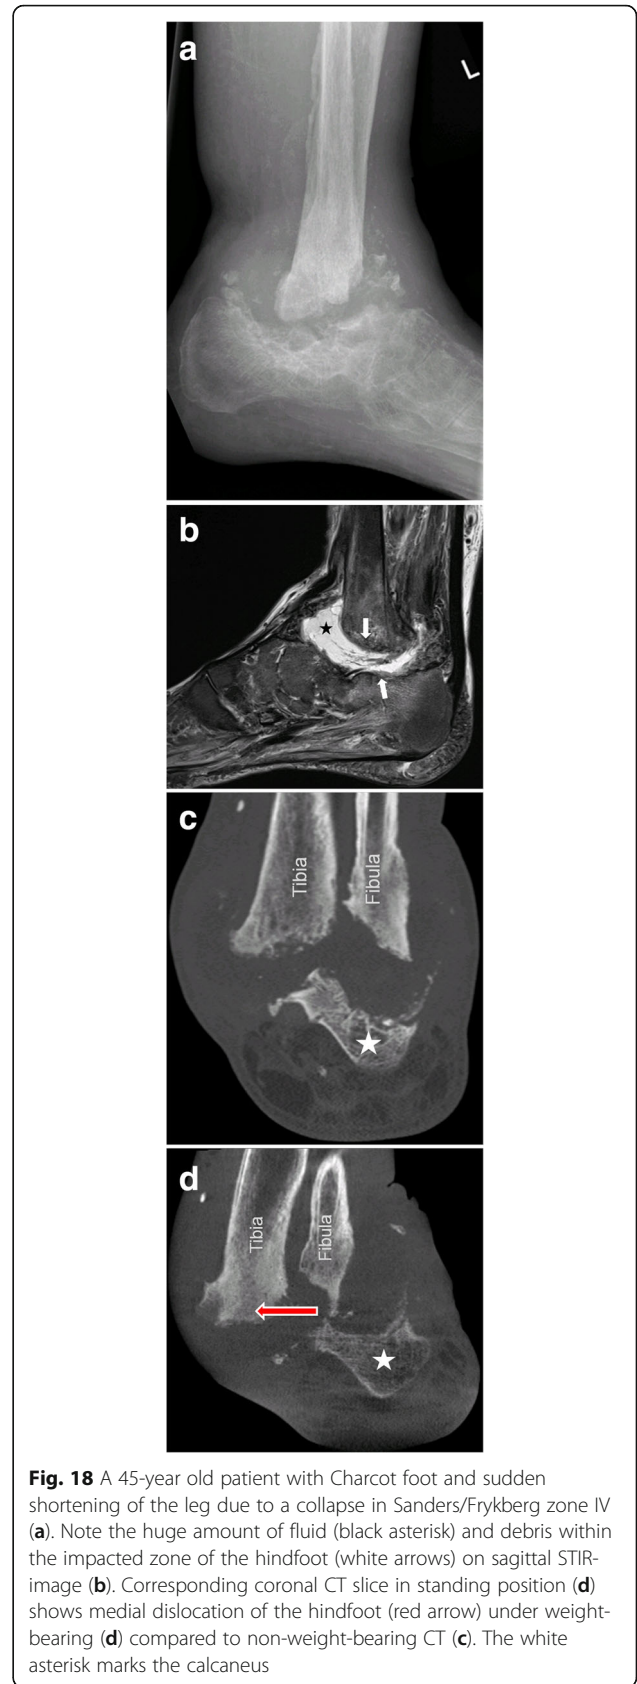 a
L
b
c
Tibia
Fibula
d
Tibia
Fibula
Fig. 18 A 45-year old patient with Charcot foot and sudden
shortening of the leg due to a collapse in Sanders/Frykberg zone IV
(a). Note the huge amount of fluid (black asterisk) and debris within
the impacted zone of the hindfoot (white arrows) on sagittal STIR-
image (b). Corresponding coronal CT slice in standing position (d)
shows medial dislocation of the hindfoot (red arrow) under weight-
bearing (d) compared to non-weight-bearing CT (c). The white
asterisk marks the calcaneus